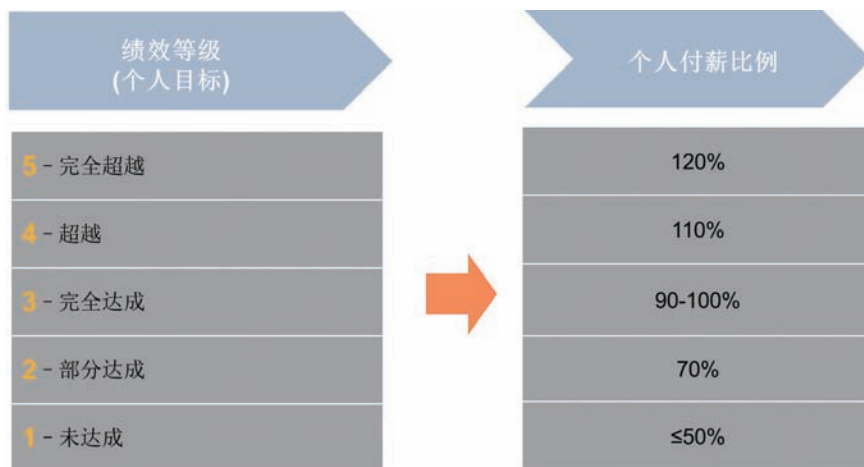 绩效等级
(个人目标)
个人付薪比例
5 - 完全超越
120%
4 - 超越
110%
3 - 完全达成
90-100%
2 - 部分达成
70%
1 - 未达成
≤50%